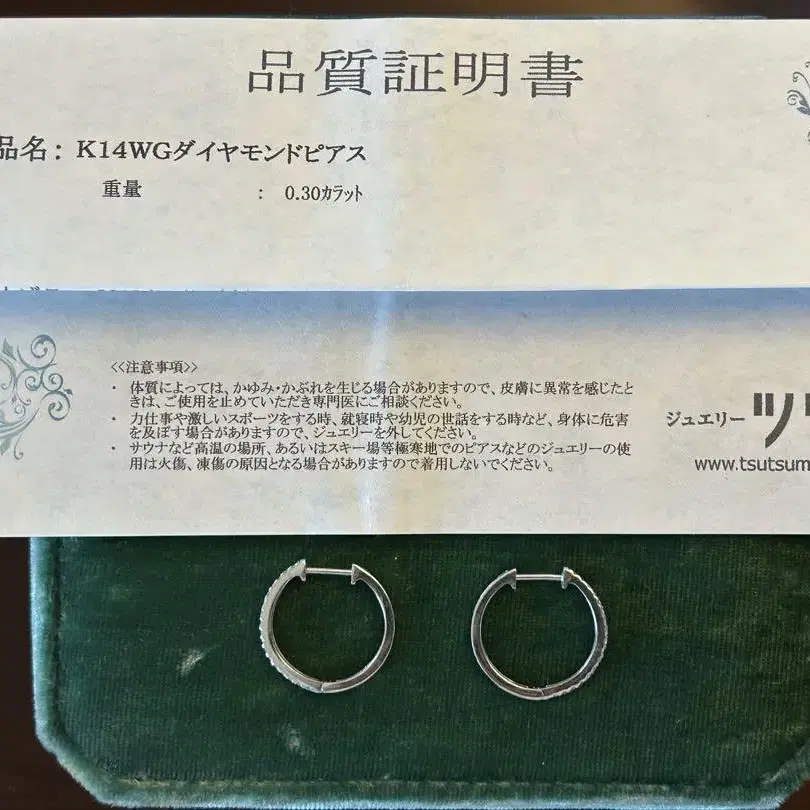 品質証明書
品名: K14WGダイヤモンドピアス
重量 : 0.30カラット
<<注意事項>>
・ 体質によっては、かゆみ・かぶれを生じる場合がありますので、皮膚に異常を感じたと
きは、ご使用を止めていただき専門医にご相談ください。
・ 力仕事や激しいスポーツをする時、就寝時や幼児の世話をする時など、身体に危害
を及ぼす場合がありますので、ジュエリーを外してください。
・ サウナなど高温の場所、あるいはスキー場等極寒地でのピアスなどのジュエリーの使
用は火傷、凍傷の原因となる場合がありますので着用しないでください。
ジュエリー ツ
www.tsutsum